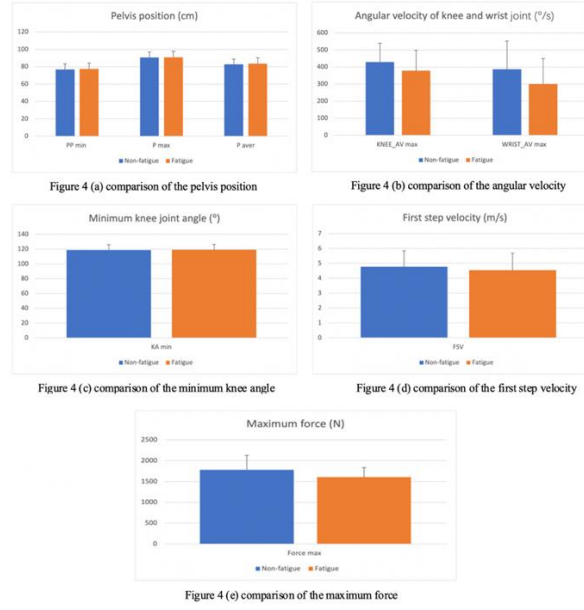 Pelvis position (cm)
120
100
80
60
40
20
0
PP min P max P aver
Non-fatigue Fatigue
Figure 4 (a) comparison of the pelvis position
Angular velocity of knee and wrist joint (°/s)
600
500
400
300
200
100
0
KNEE_AV max WRIST_AV max
Non-fatigue Fatigue
Figure 4 (b) comparison of the angular velocity
Minimum knee joint angle (°)
140
120
100
80
60
40
20
0
KA min
Non-fatigue Fatigue
Figure 4 (c) comparison of the minimum knee angle
First step velocity (m/s)
7
6
5
4
3
2
1
0
FSV
Non-fatigue Fatigue
Figure 4 (d) comparison of the first step velocity
Maximum force (N)
2500
2000
1500
1000
500
0
Force max
Non-fatigue Fatigue
Figure 4 (e) comparison of the maximum force